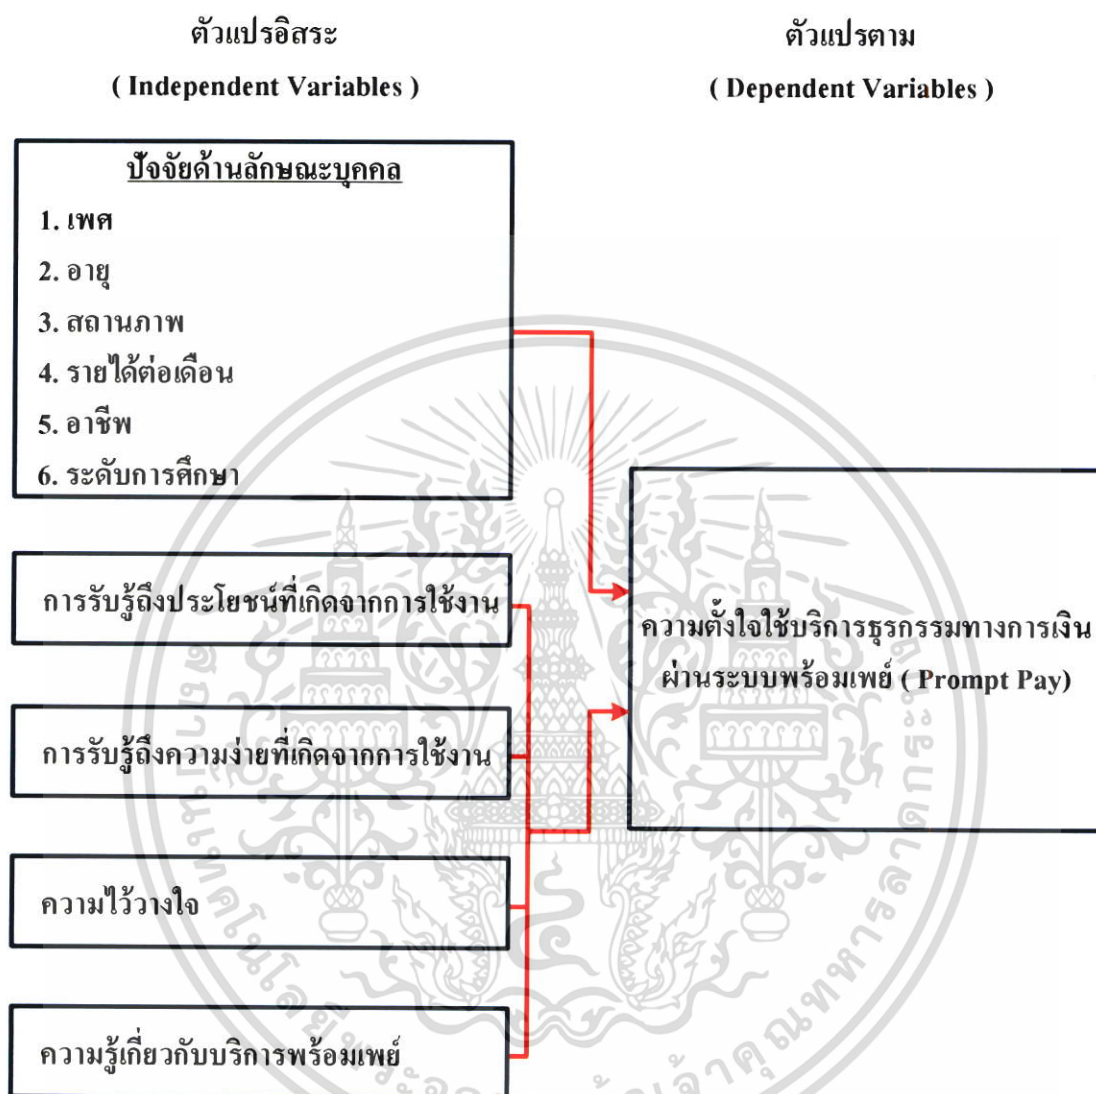 ตัวแปรอิสระ
( Independent Variables )
ตัวแปรตาม
( Dependent Variables )
ปัจจัยด้านลักษณะบุคคล
1. เพศ
2. อายุ
3. สถานภาพ
4. รายได้ต่อเดือน
5. อาชีพ
6. ระดับการศึกษา
การรับรู้ถึงประโยชน์ที่เกิดจากการใช้งาน
การรับรู้ถึงความง่ายที่เกิดจากการใช้งาน
ความไว้วางใจ
ความรู้เกี่ยวกับบริการพร้อมเพย์
ความตั้งใจใช้บริการธุรกรรมทางการเงิน
ผ่านระบบพร้อมเพย์ ( Prompt Pay)